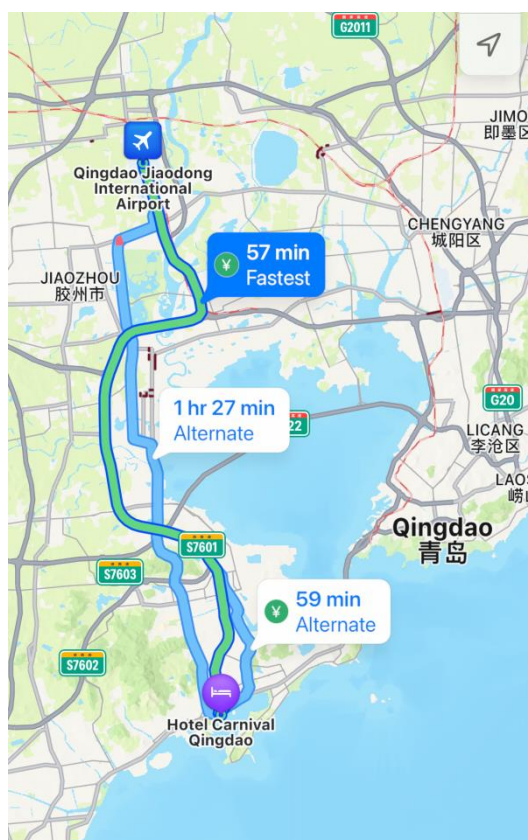 G2011
JIMO
即墨区
Qingdao Jiaodong
International
Airport
CHENGYANG
城阳区
¥ 57 min
Fastest
JIAOZHOU
胶州市
1 hr 27 min
Alternate
22
G20
LICANG
李沧区
LAOS
崂山
Qingdao
青岛
S7601
S7603
¥ 59 min
Alternate
S7602
Hotel Carnival
Qingdao